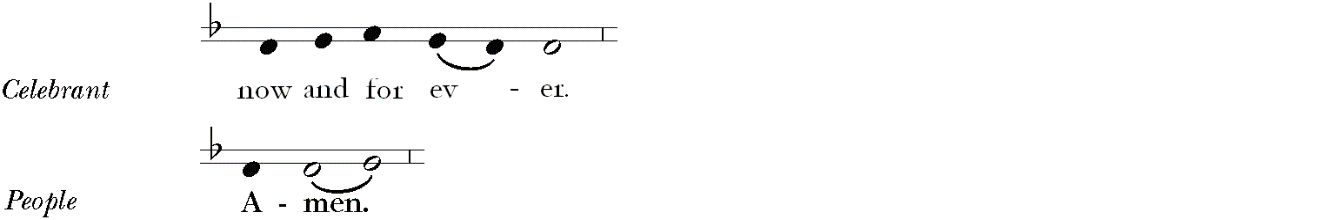 Celebrant now and for ev - er.
People A - men.